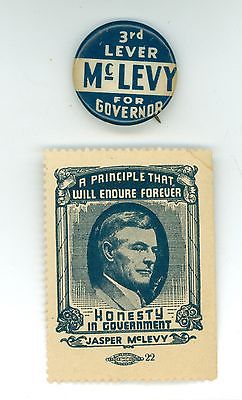 3rd
LEVER
McLEVY
FOR
GOVERNOR
A PRINCIPLE THAT
WILL ENDURE FOREVER
HONESTY
IN GOVERNMENT
JASPER McLEVY
22